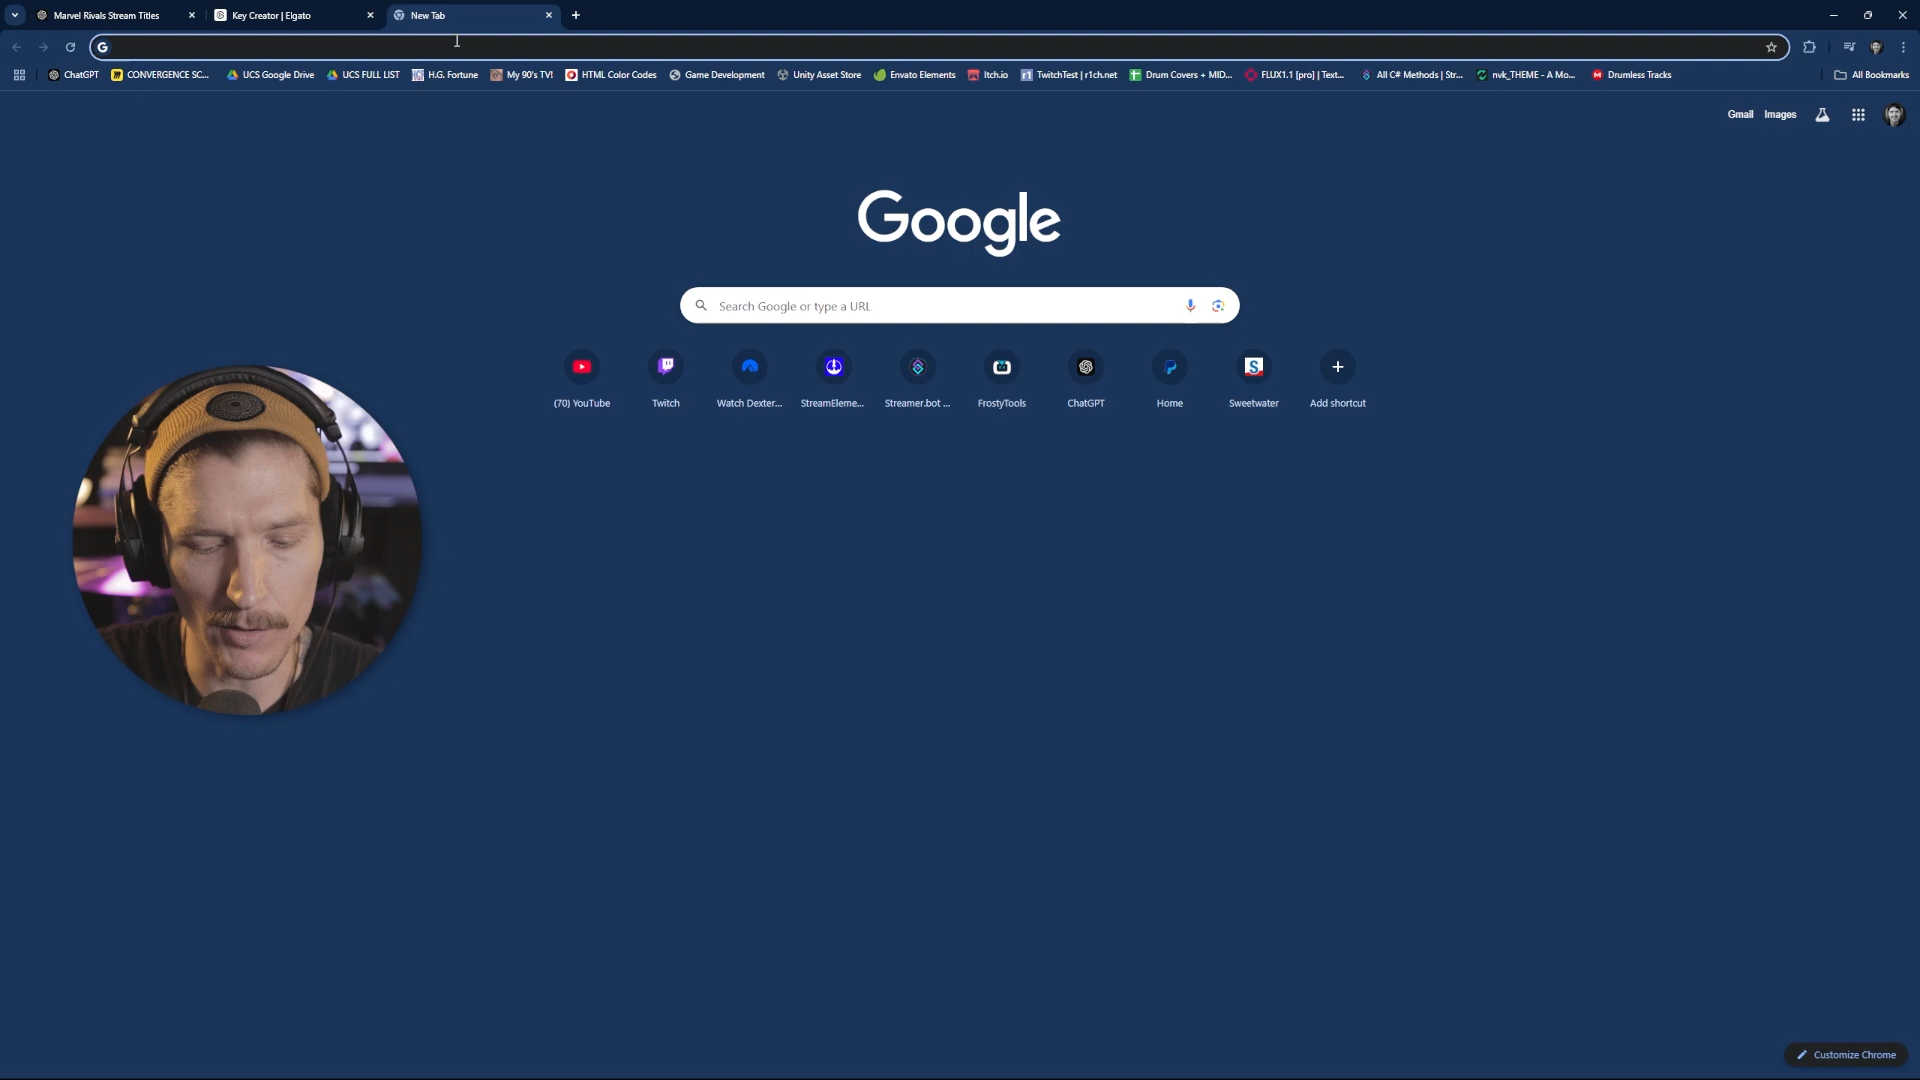 Marvel Rivals Stream Titles
Key Creator | Elgato
New Tab
ChatGPT
CONVERGENCE SC...
UCS Google Drive
UCS FULL LIST
H.G. Fortune
My 90's TV!
HTML Color Codes
Game Development
Unity Asset Store
Envato Elements
Itch.io
TwitchTest | r1ch.net
Drum Covers + MID...
FLUX1.1 [pro] | Text...
All C# Methods | Str...
nvk_THEME - A Mo...
Drumless Tracks
All Bookmarks
Gmail
Images
Google
Search Google or type a URL
(70) YouTube
Twitch
Watch Dexter...
StreamEleme...
Streamer.bot ...
FrostyTools
ChatGPT
Home
Sweetwater
Add shortcut
Customize Chrome